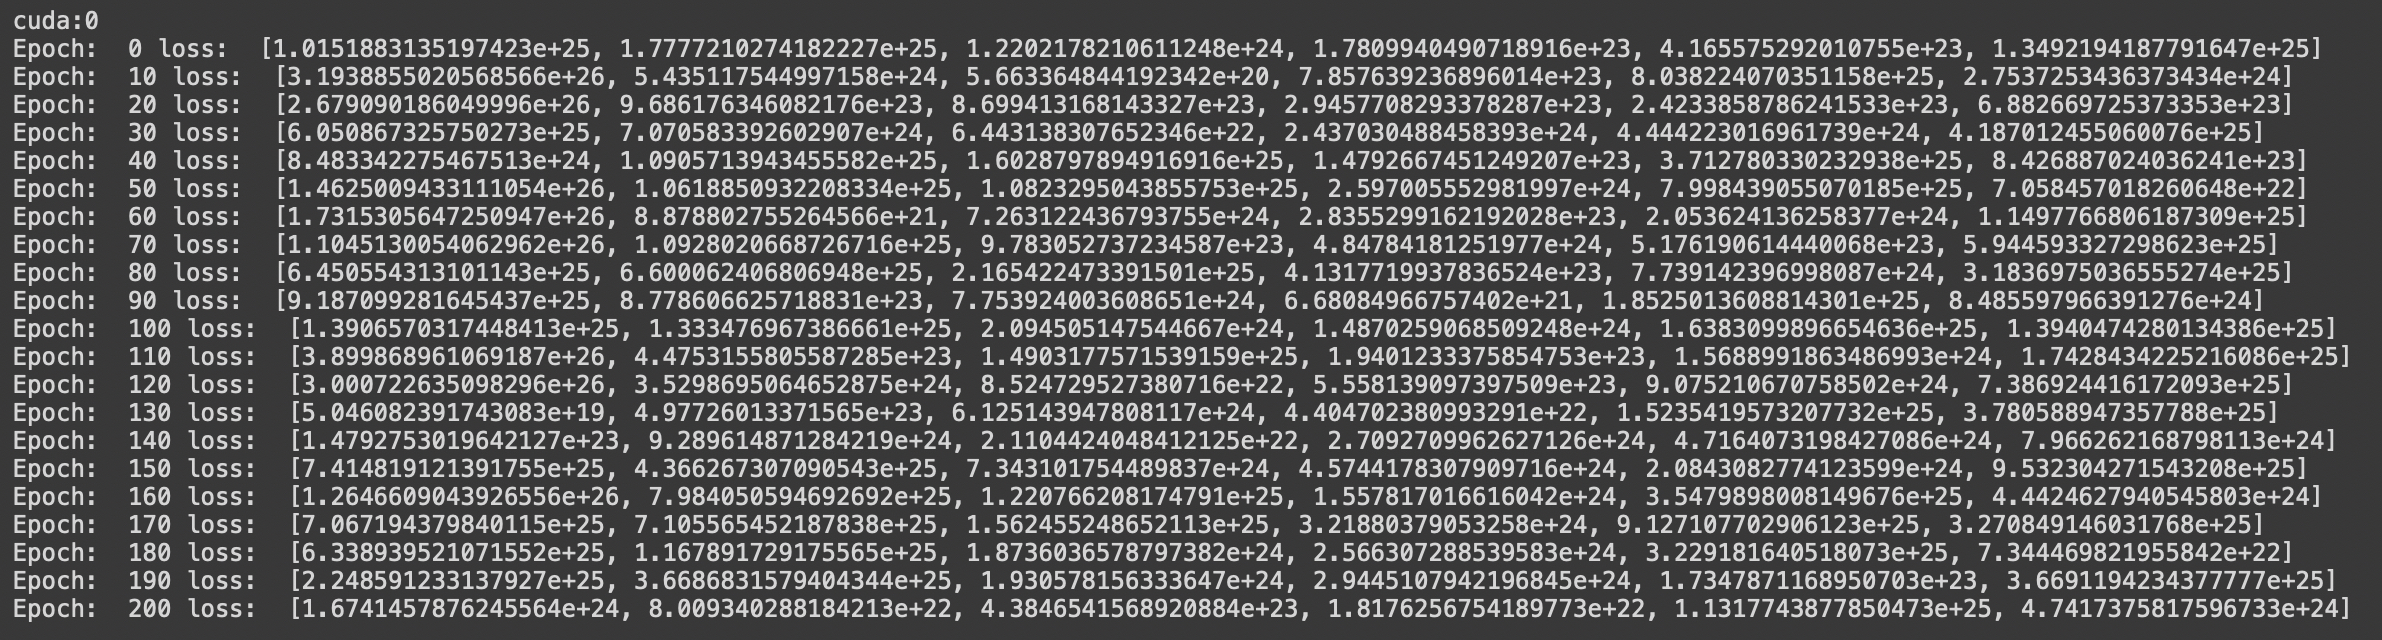 cuda:0
Epoch:  0 loss:  [1.0151883135197423e+25, 1.7777210274182227e+25, 1.2202178210611248e+24, 1.7809940490718916e+23, 4.165575292010755e+23, 1.3492194187791647e+25]
Epoch:  10 loss:  [3.1938855020568566e+26, 5.435117544997158e+24, 5.663364844192342e+20, 7.857639236896014e+23, 8.038224070351158e+25, 2.7537253436373434e+24]
Epoch:  20 loss:  [2.679090186049996e+26, 9.686176346082176e+23, 8.699413168143327e+23, 2.9457708293378287e+23, 2.4233858786241533e+23, 6.882669725373353e+23]
Epoch:  30 loss:  [6.050867325750273e+25, 7.070583392602907e+24, 6.443138307652346e+22, 2.437030488458393e+24, 4.444223016961739e+24, 4.187012455060076e+25]
Epoch:  40 loss:  [8.483342275467513e+24, 1.0905713943455582e+25, 1.6028797894916916e+25, 1.4792667451249207e+23, 3.712780330232938e+25, 8.426887024036241e+23]
Epoch:  50 loss:  [1.4625009433111054e+26, 1.0618850932208334e+25, 1.0823295043855753e+25, 2.597005552981997e+24, 7.998439055070185e+25, 7.058457018260648e+22]
Epoch:  60 loss:  [1.7315305647250947e+26, 8.878802755264566e+21, 7.263122436793755e+24, 2.8355299162192028e+23, 2.053624136258377e+24, 1.1497766806187309e+25]
Epoch:  70 loss:  [1.1045130054062962e+26, 1.0928020668726716e+25, 9.783052737234587e+23, 4.84784181251977e+24, 5.176190614440068e+23, 5.944593327298623e+25]
Epoch:  80 loss:  [6.450554313101143e+25, 6.600062406806948e+25, 2.165422473391501e+25, 4.1317719937836524e+23, 7.739142396998087e+24, 3.1836975036555274e+25]
Epoch:  90 loss:  [9.187099281645437e+25, 8.778606625718831e+23, 7.753924003608651e+24, 6.68084966757402e+21, 1.8525013608814301e+25, 8.485597966391276e+24]
Epoch:  100 loss:  [1.3906570317448413e+25, 1.333476967386661e+25, 2.094505147544667e+24, 1.4870259068509248e+24, 1.6383099896654636e+25, 1.3940474280134386e+25]
Epoch:  110 loss:  [3.899868961069187e+26, 4.4753155805587285e+23, 1.4903177571539159e+25, 1.9401233375854753e+23, 1.5688991863486993e+24, 1.7428434225216086e+25]
Epoch:  120 loss:  [3.000722635098296e+26, 3.5298695064652875e+24, 8.524729527380716e+22, 5.558139097397509e+23, 9.075210670758502e+24, 7.386924416172093e+25]
Epoch:  130 loss:  [5.046082391743083e+19, 4.97726013371565e+23, 6.125143947808117e+24, 4.404702380993291e+22, 1.5235419573207732e+25, 3.780588947357788e+25]
Epoch:  140 loss:  [1.4792753019642127e+23, 9.289614871284219e+24, 2.1104424048412125e+22, 2.7092709962627126e+24, 4.7164073198427086e+24, 7.966262168798113e+24]
Epoch:  150 loss:  [7.414819121391755e+25, 4.366267307090543e+25, 7.343101754489837e+24, 4.5744178307909716e+24, 2.0843082774123599e+24, 9.532304271543208e+25]
Epoch:  160 loss:  [1.2646609043926556e+26, 7.984050594692692e+25, 1.220766208174791e+25, 1.557817016616042e+24, 3.5479898008149676e+25, 4.4424627940545803e+24]
Epoch:  170 loss:  [7.067194379840115e+25, 7.105565452187838e+25, 1.562455248652113e+25, 3.21880379053258e+24, 9.127107702906123e+25, 3.270849146031768e+25]
Epoch:  180 loss:  [6.338939521071552e+25, 1.167891729175565e+25, 1.8736036578797382e+24, 2.566307288539583e+24, 3.229181640518073e+25, 7.344469821955842e+22]
Epoch:  190 loss:  [2.248591233137927e+25, 3.6686831579404344e+25, 1.930578156333647e+24, 2.9445107942196845e+24, 1.7347871168950703e+23, 3.6691194234377777e+25]
Epoch:  200 loss:  [1.6741457876245564e+24, 8.009340288184213e+22, 4.3846541568920884e+23, 1.8176256754189773e+22, 1.1317743877850473e+25, 4.7417375817596733e+24]